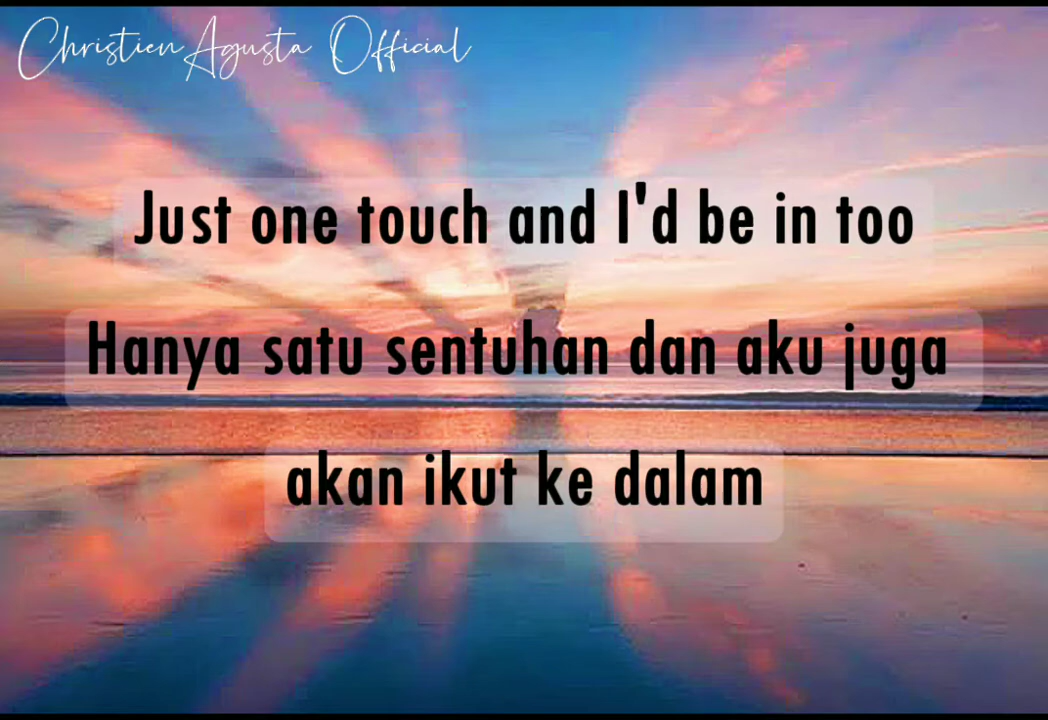 Christien Agusta Official
Just one touch and I'd be in too
Hanya satu sentuhan dan aku juga
akan ikut ke dalam